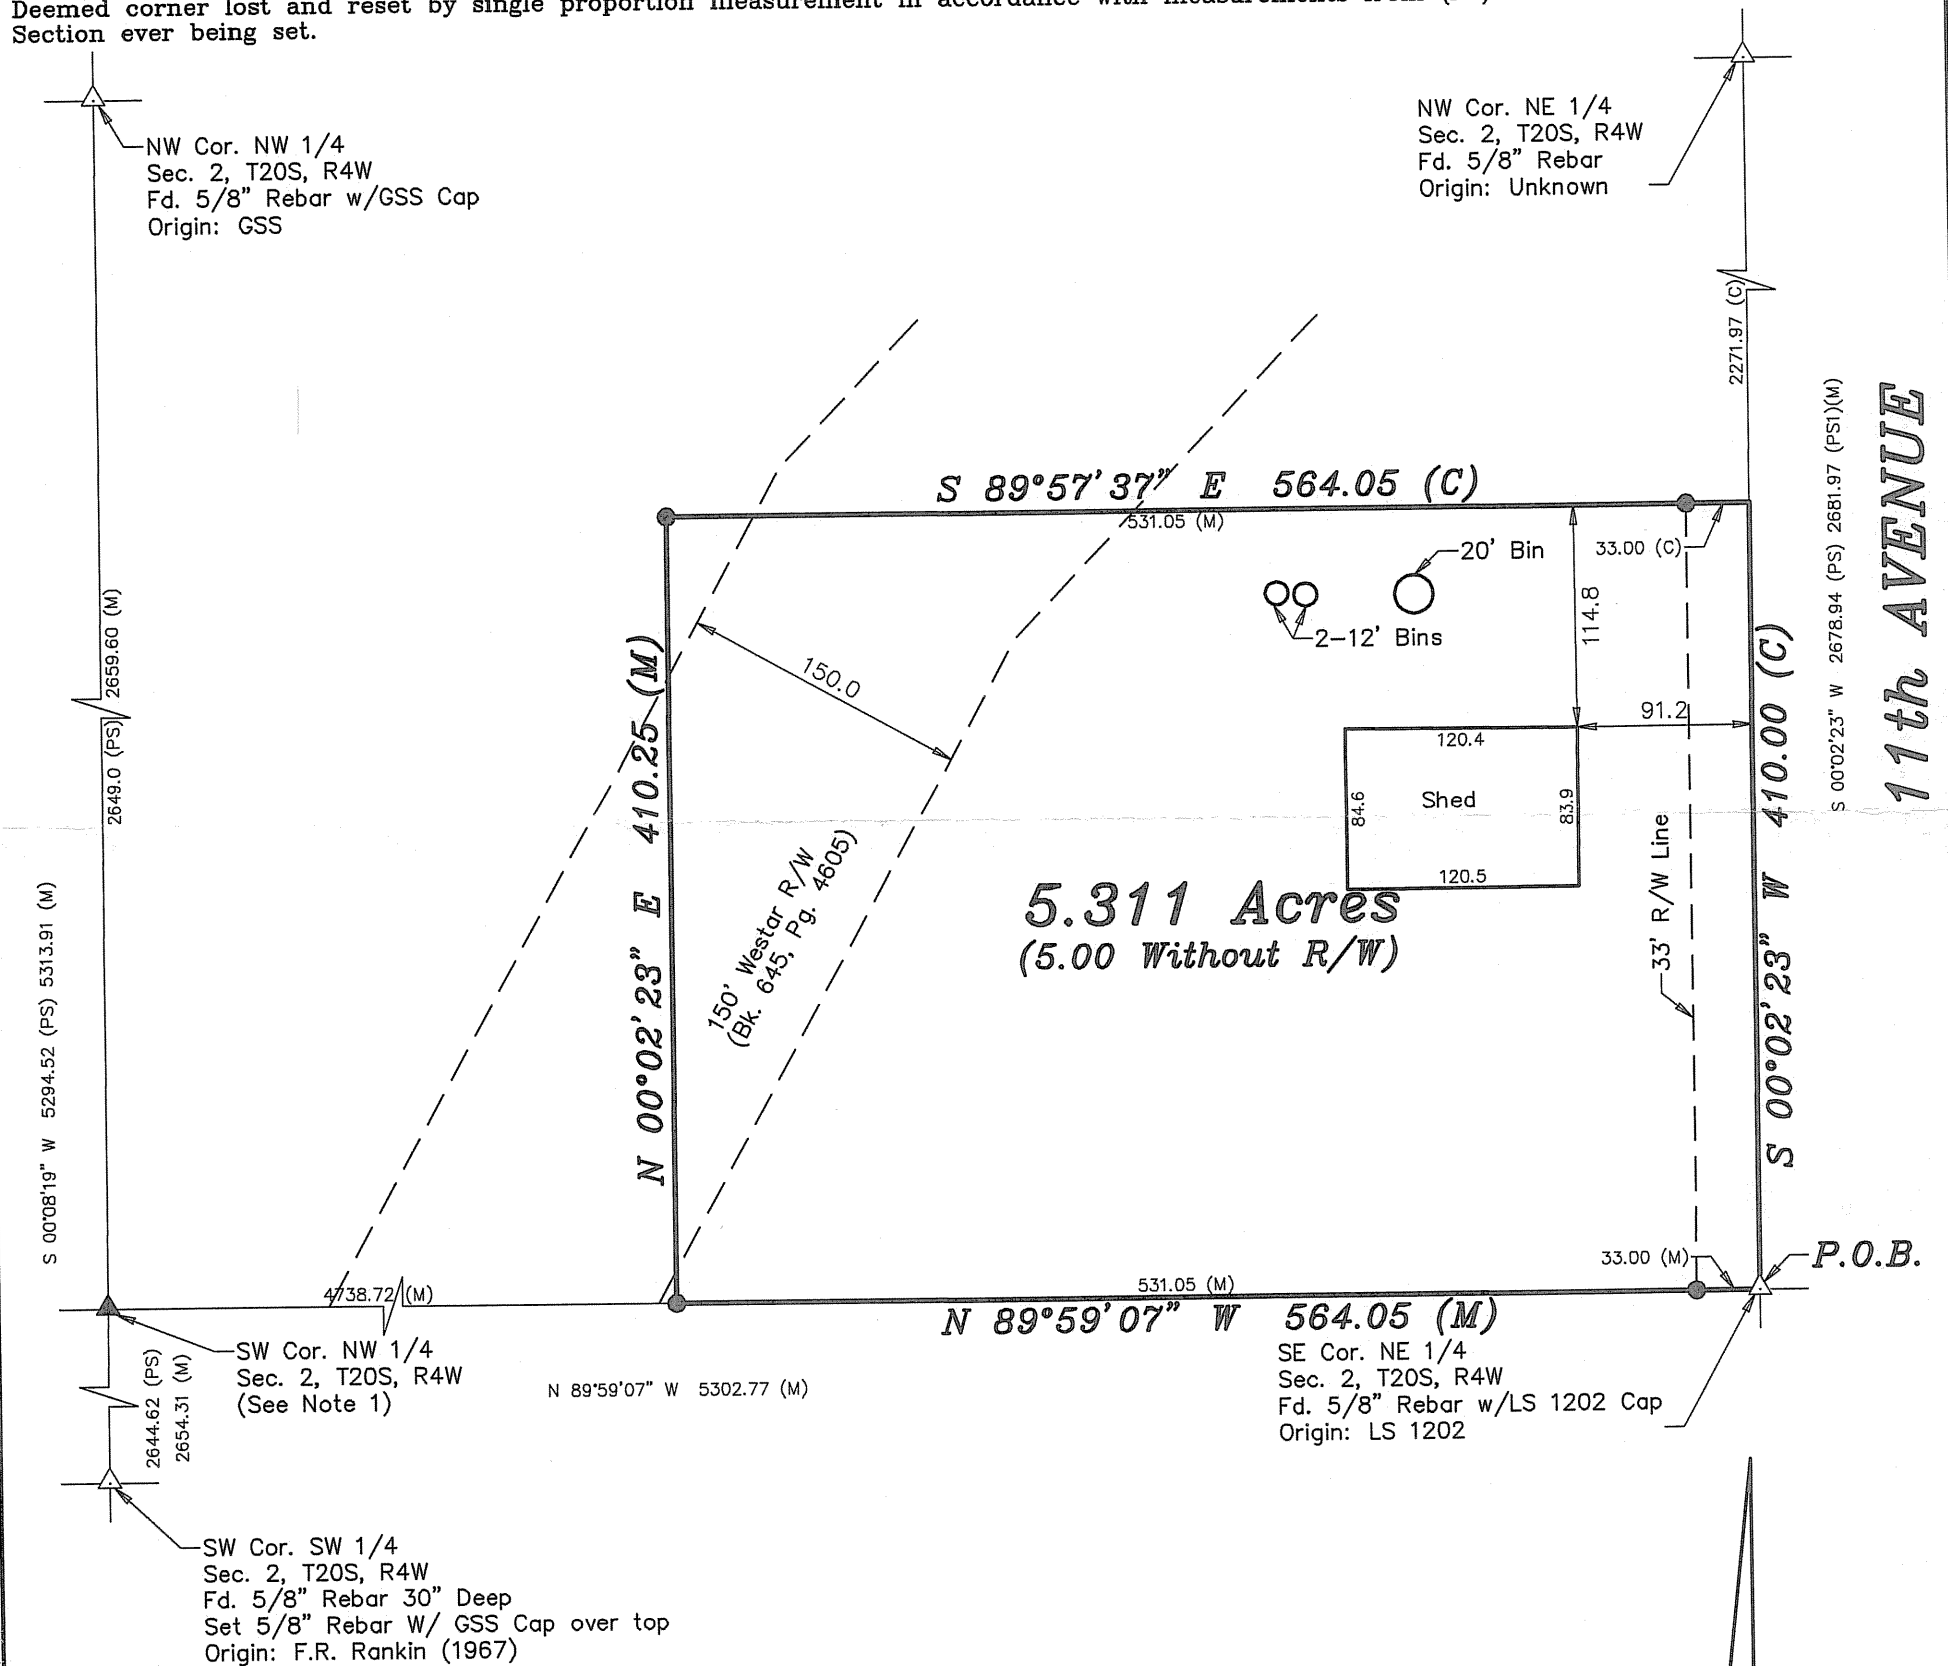 Deemed corner lost and reset by single proportion measurement in accordance with measurements from
Section ever being set.
NW Cor. NW 1/4
Sec. 2, T20S, R4W
Fd. 5/8" Rebar w/GSS Cap
Origin: GSS
NW Cor. NE 1/4
Sec. 2, T20S, R4W
Fd. 5/8" Rebar
Origin: Unknown
2271.97 (C)
S 00°02'23" W 2678.94 (PS) 2681.97 (PS1)(M)
11th AVENUE
S 89°57'37" E 564.05 (C)
531.05 (M)
33.00 (C)
20' Bin
2-12' Bins
114.8
91.2
150.0
120.4
84.6
Shed
83.9
120.5
N 00°02'23" E 410.25 (M)
S 00°02'23" W 410.00 (C)
150' Westar R/W
(Bk. 645, Pg. 4605)
5.311 Acres
(5.00 Without R/W)
33' R/W Line
2649.0 (PS) 2659.60 (M)
S 00°08'19" W 5294.52 (PS) 5313.91 (M)
33.00 (M)
P.O.B.
4738.72 (M)
531.05 (M)
N 89°59'07" W 564.05 (M)
SW Cor. NW 1/4
Sec. 2, T20S, R4W
(See Note 1)
N 89°59'07" W 5302.77 (M)
SE Cor. NE 1/4
Sec. 2, T20S, R4W
Fd. 5/8" Rebar w/LS 1202 Cap
Origin: LS 1202
2644.62 (PS)
2654.31 (M)
SW Cor. SW 1/4
Sec. 2, T20S, R4W
Fd. 5/8" Rebar 30" Deep
Set 5/8" Rebar W/ GSS Cap over top
Origin: F.R. Rankin (1967)